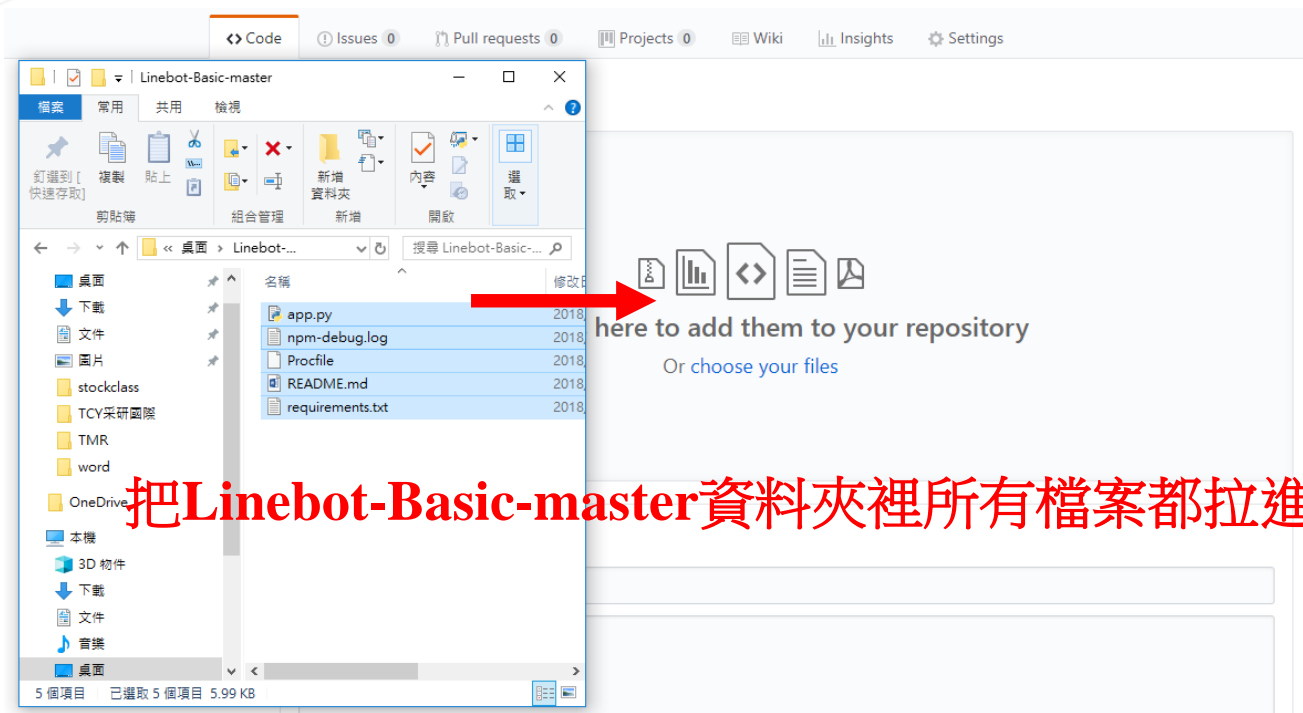 Code
Issues 0
Pull requests 0
Projects 0
Wiki
Insights
Settings
Linebot-Basic-master
檔案
常用
共用
檢視
釘選到 [
快速存取]
複製
貼上
新增
資料夾
內容
選
取
剪貼簿
組合管理
新增
開啟
« 桌面 › Linebot-...
搜尋 Linebot-Basic-...
桌面
下載
文件
圖片
stockclass
TCY采研國際
TMR
word
OneDrive
本機
3D 物件
下載
文件
音樂
桌面
名稱
修改
app.py 2018
npm-debug.log 2018
Procfile 2018
README.md 2018
requirements.txt 2018
5 個項目
已選取 5 個項目 5.99 KB
here to add them to your repository
Or choose your files
把Linebot-Basic-master資料夾裡所有檔案都拉進